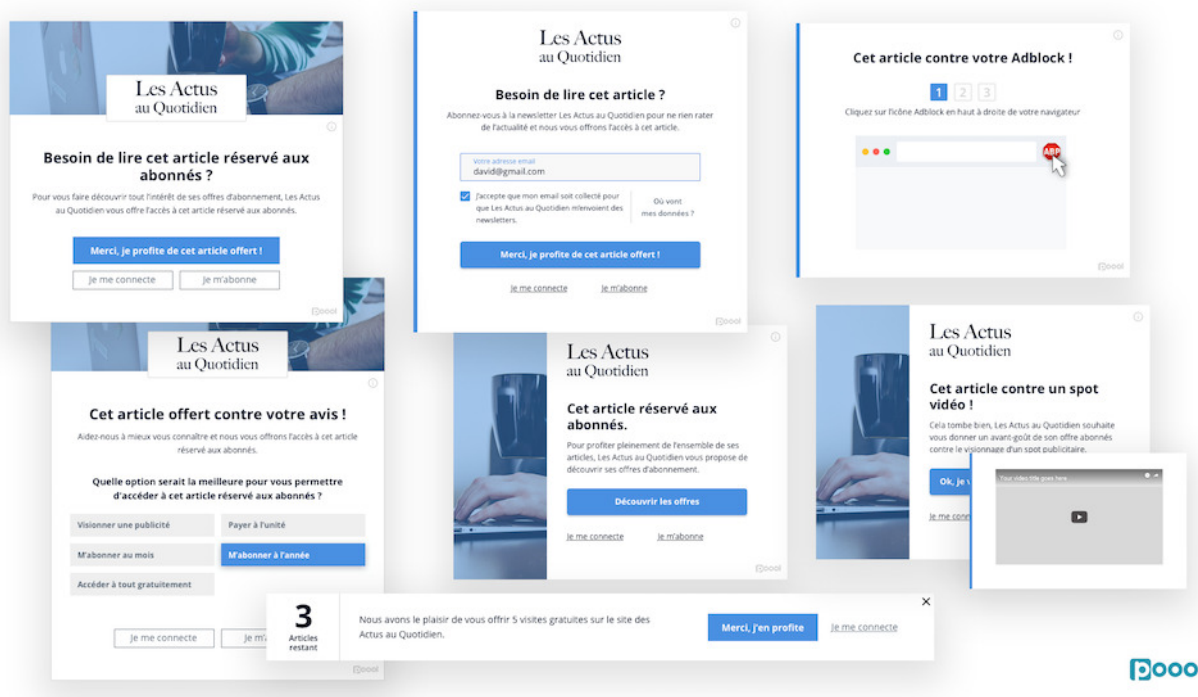 Les Actus
au Quotidien
Besoin de lire cet article réservé aux
abonnés ?
Pour vous faire découvrir tout l'intérêt de ses offres d'abonnement, Les Actus
au Quotidien vous offre l'accès à cet article réservé aux abonnés.
Merci, je profite de cet article offert !
Je me connecte
Je m'abonne
poool
Les Actus
au Quotidien
Besoin de lire cet article ?
Abonnez-vous à la newsletter Les Actus au Quotidien pour ne rien rater
de l'actualité et nous vous offrons l'accès à cet article.
Votre adresse email
david@gmail.com
J'accepte que mon email soit collecté pour
que Les Actus au Quotidien m'envoient des
newsletters.
Où vont
mes données ?
Merci, je profite de cet article offert !
Je me connecte
Je m'abonne
poool
Cet article contre votre Adblock !
1 2 3
Cliquez sur l'icône Adblock en haut à droite de votre navigateur
ABP
poool
Les Actus
au Quotidien
Cet article offert contre votre avis !
Aidez-nous à mieux vous connaître et nous vous offrons l'accès à cet article
réservé aux abonnés.
Quelle option serait la meilleure pour vous permettre
d'accéder à cet article réservé aux abonnés ?
Visionner une publicité
Payer à l'unité
M'abonner au mois
M'abonner à l'année
Accéder à tout gratuitement
Je me connecte
Je m'a
poool
Les Actus
au Quotidien
Cet article réservé aux
abonnés.
Pour profiter pleinement de l'ensemble de ses
articles, Les Actus au Quotidien vous propose de
découvrir ses offres d'abonnement.
Découvrir les offres
Je me connecte
Je m'abonne
poool
Les Actus
au Quotidien
Cet article contre un spot
vidéo !
Cela tombe bien, Les Actus au Quotidien souhaite
vous donner un avant-goût de son offre abonnés
contre le visionnage d'un spot publicitaire.
Ok, je v
Je me conn
Your video title goes here
3
Articles
restant
Nous avons le plaisir de vous offrir 5 visites gratuites sur le site des
Actus au Quotidien.
Merci, j'en profite
Je me connecte
pooo